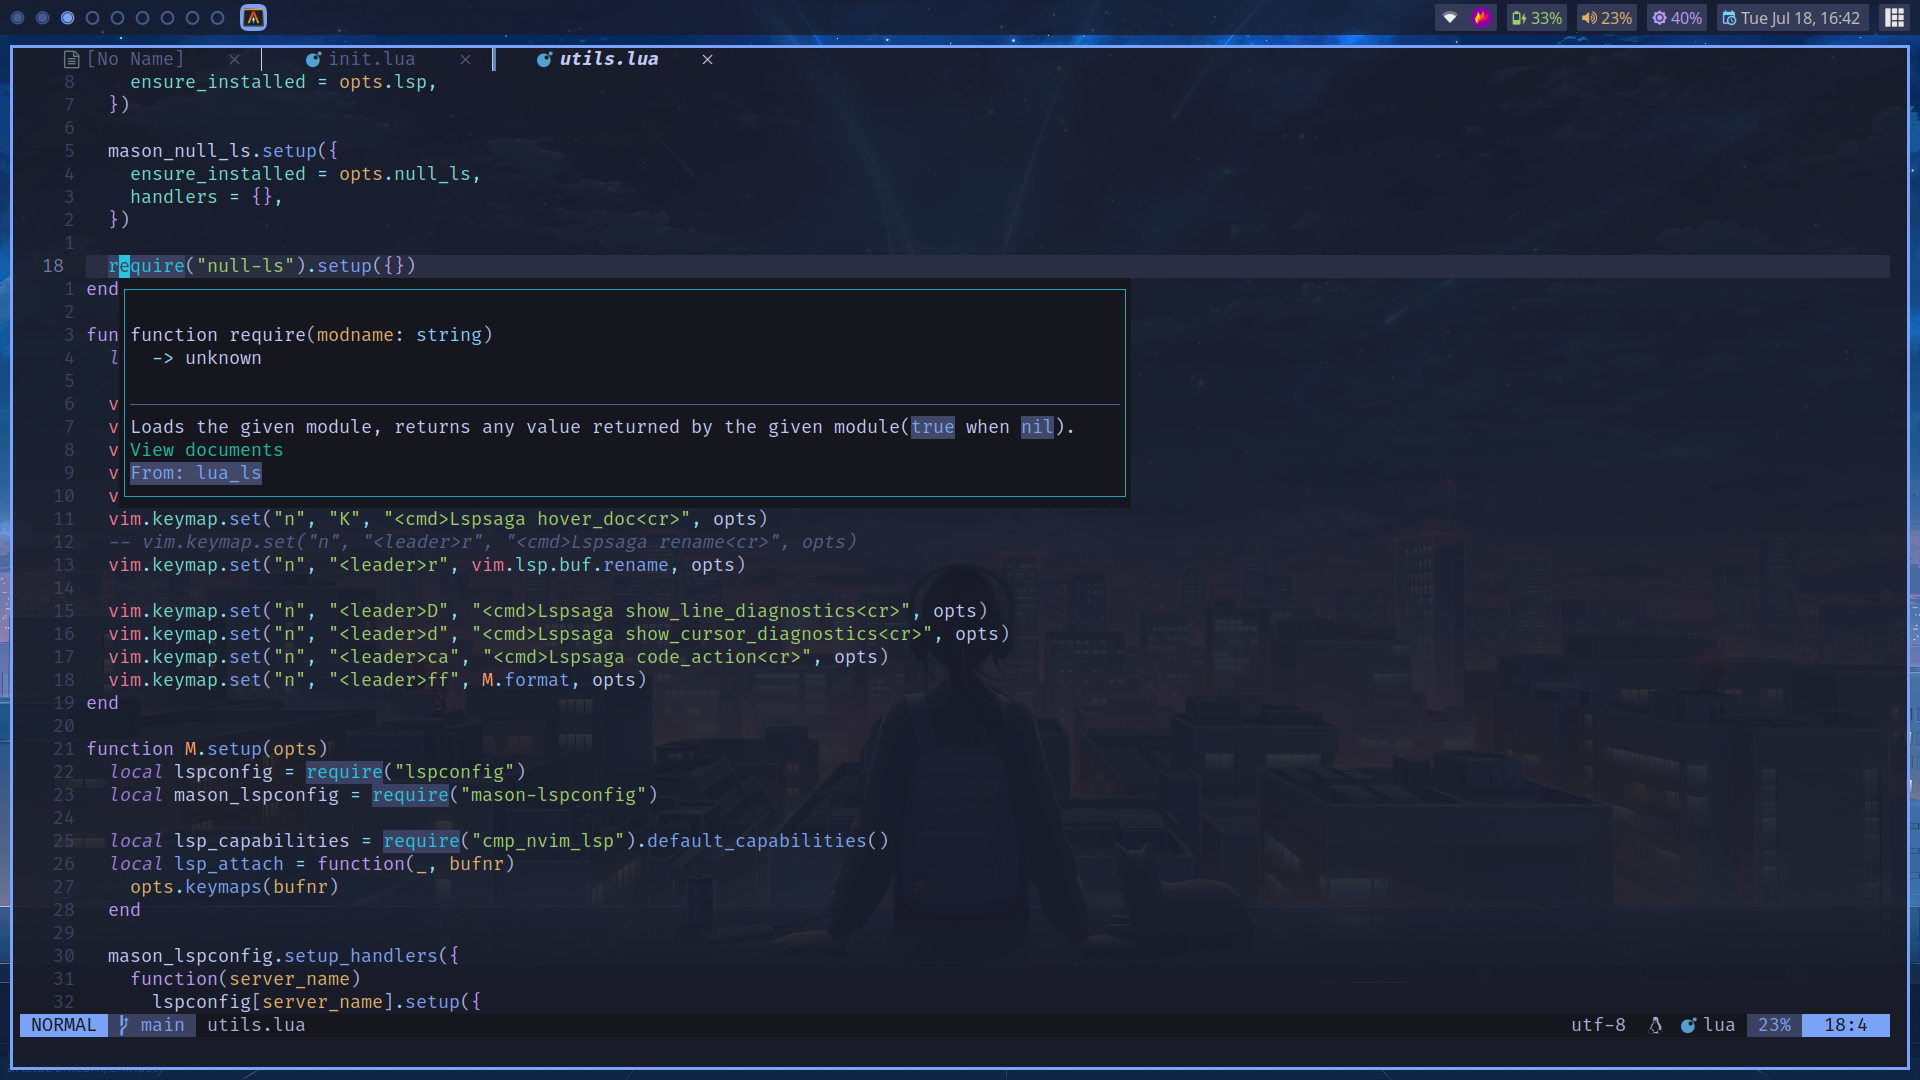 33% 23% 40% Tue Jul 18, 16:42
[No Name] × init.lua × utils.lua ×
8 ensure_installed = opts.lsp,
7 })
6
5 mason_null_ls.setup({
4 ensure_installed = opts.null_ls,
3 handlers = {},
2 })
1
18 require("null-ls").setup({})
1 end
2
3 fun function require(modname: string)
4 l -> unknown
5
6 v
7 v Loads the given module, returns any value returned by the given module(true when nil).
8 v View documents
9 v From: lua_ls
10 v
11 vim.keymap.set("n", "K", "<cmd>Lspsaga hover_doc<cr>", opts)
12 -- vim.keymap.set("n", "<leader>r", "<cmd>Lspsaga rename<cr>", opts)
13 vim.keymap.set("n", "<leader>r", vim.lsp.buf.rename, opts)
14
15 vim.keymap.set("n", "<leader>D", "<cmd>Lspsaga show_line_diagnostics<cr>", opts)
16 vim.keymap.set("n", "<leader>d", "<cmd>Lspsaga show_cursor_diagnostics<cr>", opts)
17 vim.keymap.set("n", "<leader>ca", "<cmd>Lspsaga code_action<cr>", opts)
18 vim.keymap.set("n", "<leader>ff", M.format, opts)
19 end
20
21 function M.setup(opts)
22 local lspconfig = require("lspconfig")
23 local mason_lspconfig = require("mason-lspconfig")
24
25 local lsp_capabilities = require("cmp_nvim_lsp").default_capabilities()
26 local lsp_attach = function(_, bufnr)
27 opts.keymaps(bufnr)
28 end
29
30 mason_lspconfig.setup_handlers({
31 function(server_name)
32 lspconfig[server_name].setup({
NORMAL main utils.lua utf-8 lua 23% 18:4